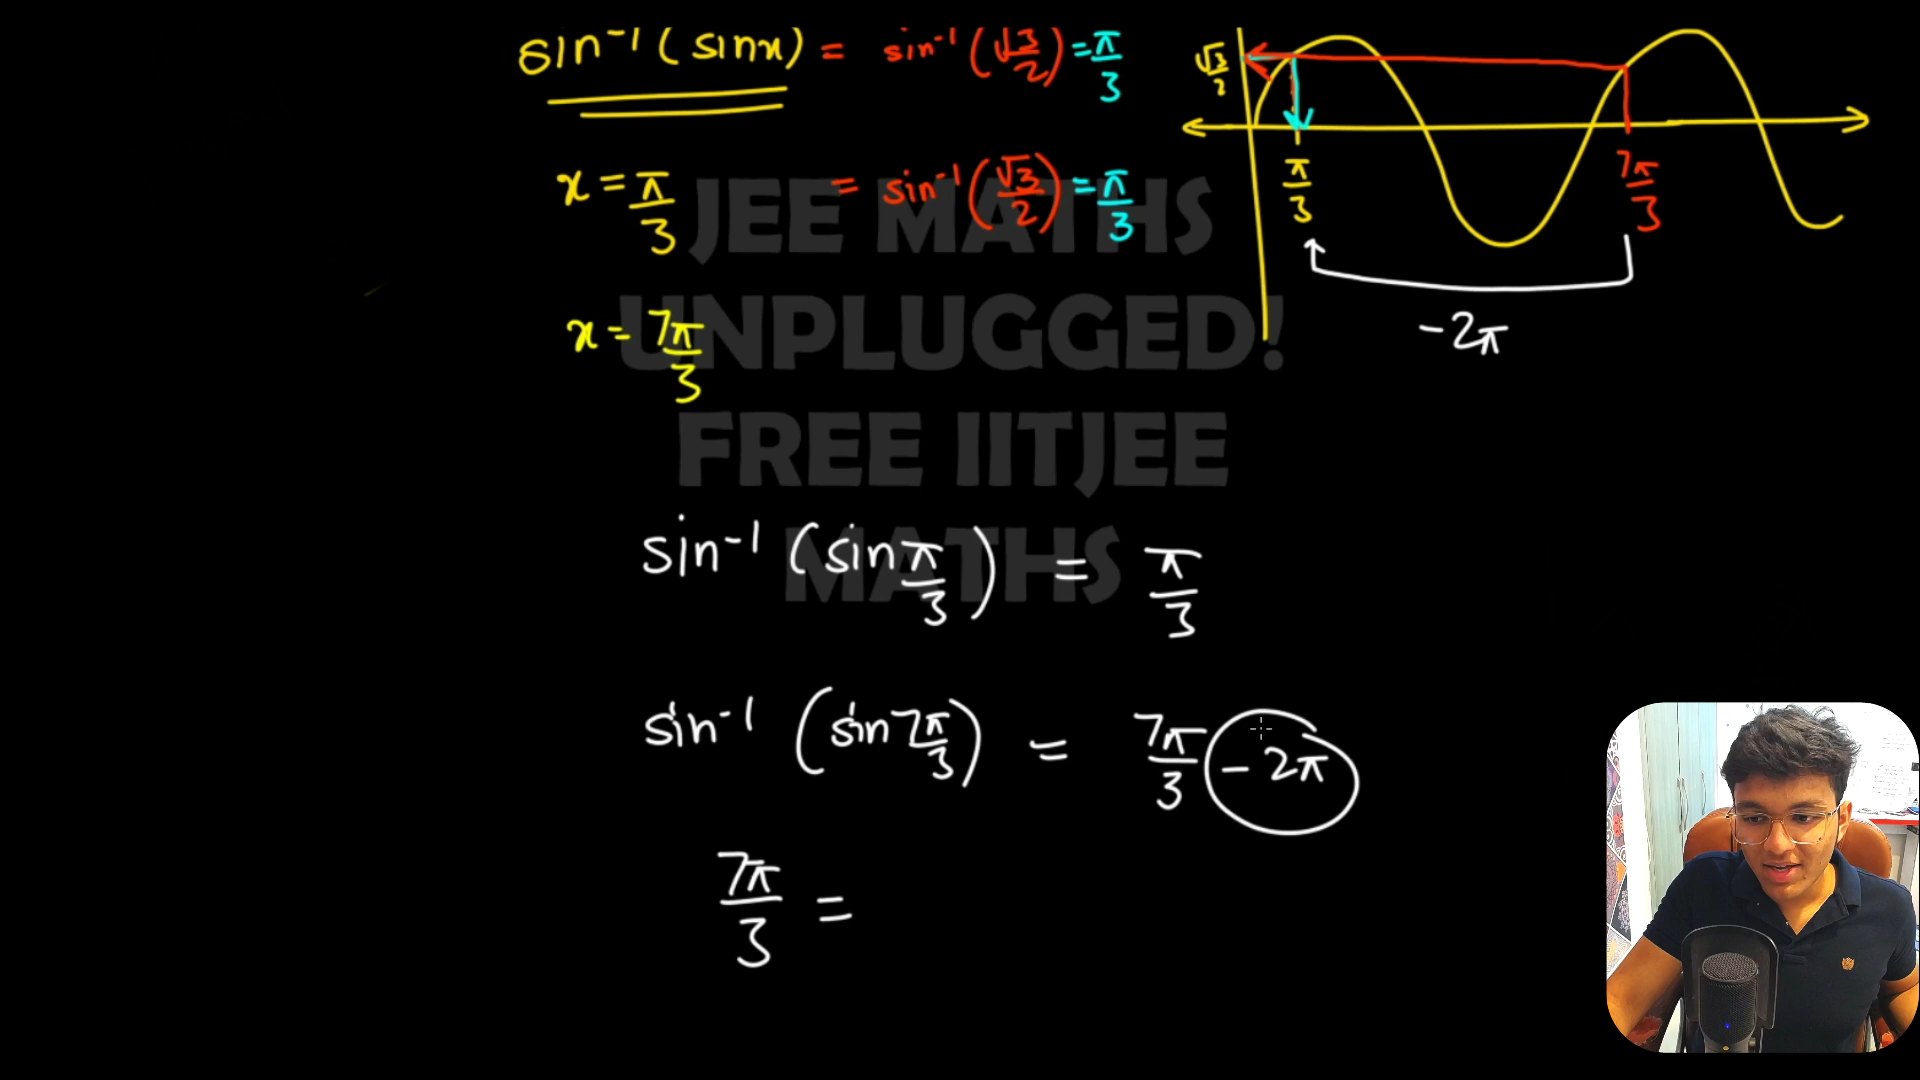 sin⁻¹(sinx) = sin⁻¹(√3/2) = π/3
x = π/3 = sin⁻¹(√3/2) = π/3
x = 7π/3
√3/2
π/3
7π/3
-2π
JEE MATHS
UNPLUGGED!
FREE IITJEE
MATHS
sin⁻¹ (sin π/3) = π/3
sin⁻¹ (sin 7π/3) = 7π/3 - 2π
7π/3 =